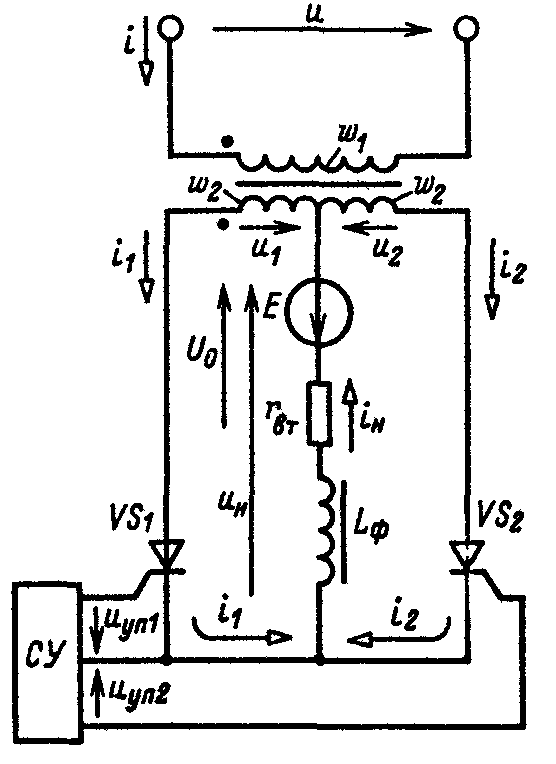 u
i
w1
w2 w2
u1 u2
i1 i2
E
U0
rвт iн
uн
VS1 VS2
Lф
i1 i2
uуп1
СУ
uуп2